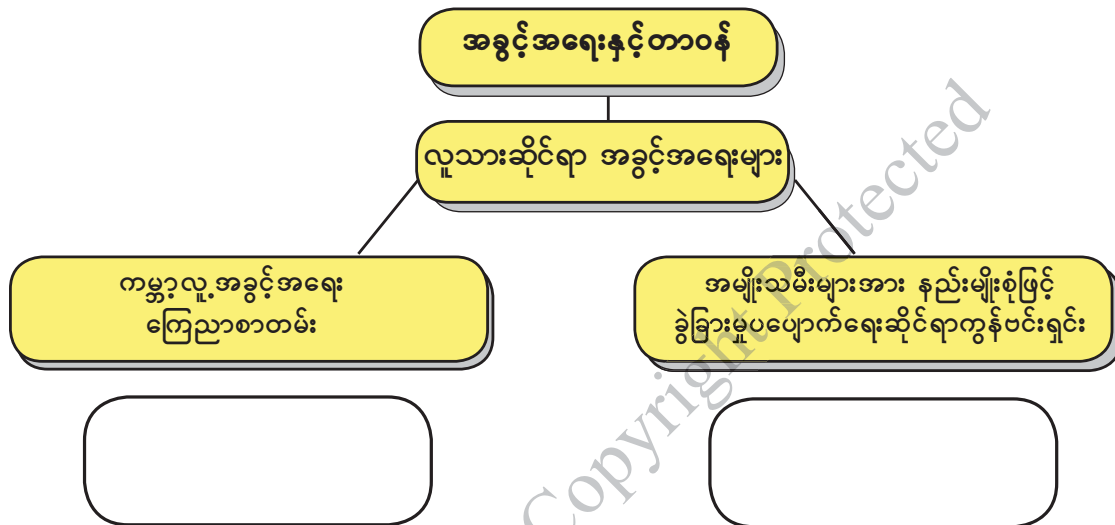 အခွင့်အရေးနှင့်တာဝန်
လူသားဆိုင်ရာ အခွင့်အရေးများ
ကမ္ဘာ့လူ့အခွင့်အရေး
ကြေညာစာတမ်း
အမျိုးသမီးများအား နည်းမျိုးစုံဖြင့်
ခွဲခြားမှုပပျောက်ရေးဆိုင်ရာကွန်ဗင်းရှင်း
Copyright Protected